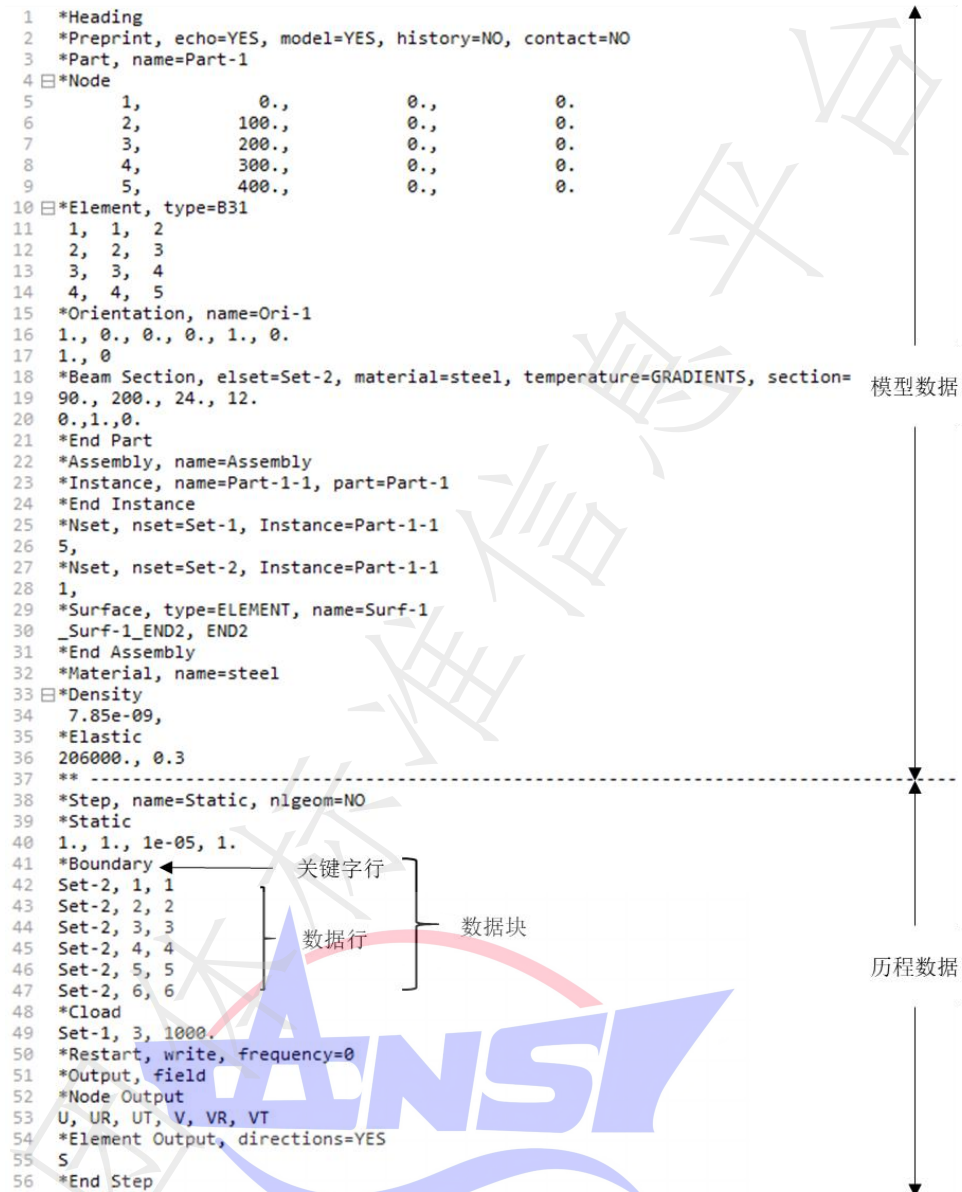 1 *Heading
2 *Preprint, echo=YES, model=YES, history=NO, contact=NO
3 *Part, name=Part-1
4 *Node
5 1, 0., 0., 0.
6 2, 100., 0., 0.
7 3, 200., 0., 0.
8 4, 300., 0., 0.
9 5, 400., 0., 0.
10 *Element, type=B31
11 1, 1, 2
12 2, 2, 3
13 3, 3, 4
14 4, 4, 5
15 *Orientation, name=Ori-1
16 1., 0., 0., 0., 1., 0.
17 1., 0
18 *Beam Section, elset=Set-2, material=steel, temperature=GRADIENTS, section=
模型数据
19 90., 200., 24., 12.
20 0.,1.,0.
21 *End Part
22 *Assembly, name=Assembly
23 *Instance, name=Part-1-1, part=Part-1
24 *End Instance
25 *Nset, nset=Set-1, Instance=Part-1-1
26 5,
27 *Nset, nset=Set-2, Instance=Part-1-1
28 1,
29 *Surface, type=ELEMENT, name=Surf-1
30 _Surf-1_END2, END2
31 *End Assembly
32 *Material, name=steel
33 *Density
34 7.85e-09,
35 *Elastic
36 206000., 0.3
37 ** ----------------------------------------
38 *Step, name=Static, nlgeom=NO
39 *Static
40 1., 1., 1e-05, 1.
41 *Boundary 关键字行
42 Set-2, 1, 1
43 Set-2, 2, 2
44 Set-2, 3, 3 数据行 数据块
45 Set-2, 4, 4
46 Set-2, 5, 5 历程数据
47 Set-2, 6, 6
48 *Cload
49 Set-1, 3, 1000.
50 *Restart, write, frequency=0
51 *Output, field
52 *Node Output
53 U, UR, UT, V, VR, VT
54 *Element Output, directions=YES
55 S
56 *End Step
团体标准信息平台
ANSI